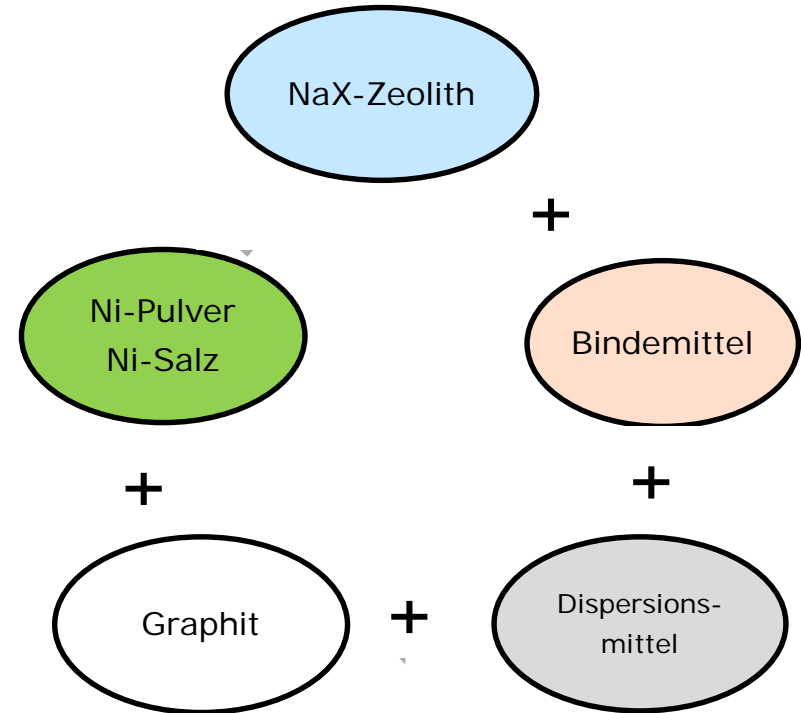 NaX-Zeolith
+
Ni-Pulver
Ni-Salz
Bindemittel
+
+
Graphit
+
Dispersions-
mittel